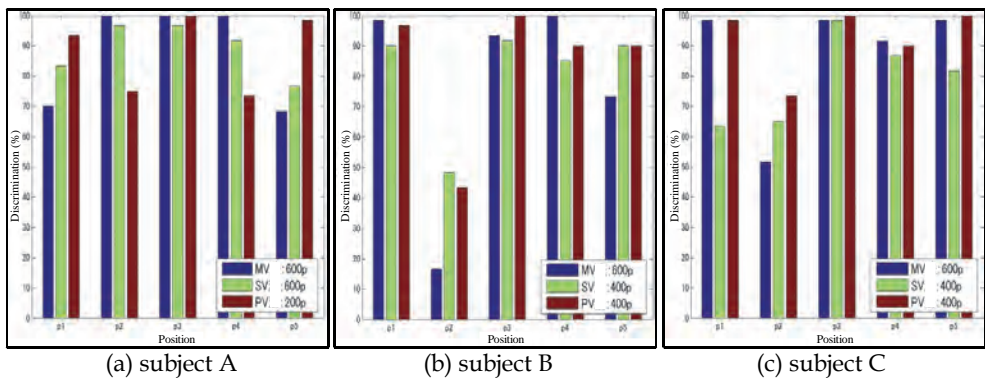 100
90
80
70
60
50
40
30
20
10
0
Discrimination (%)
MV :600p
SV :600p
PV :200p
p1 p2 p3 p4 p5
Position
(a) subject A
100
90
80
70
60
50
40
30
20
10
0
Discrimination (%)
MV :600p
SV :400p
PV :400p
p1 p2 p3 p4 p5
Position
(b) subject B
100
90
80
70
60
50
40
30
20
10
0
Discrimination (%)
MV :600p
SV :400p
PV :400p
p1 p2 p3 p4 p5
Position
(c) subject C